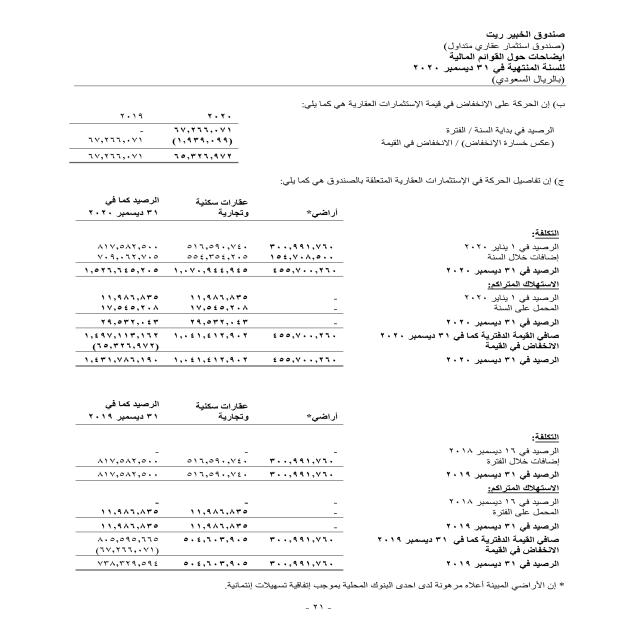 صندوق الخبير ريت
(صندوق استثمار عقاري متداول)
ايضاحات حول القوائم المالية
للسنة المنتهية في ٣١ ديسمبر ٢٠٢٠
(بالريال السعودي)
ب) إن الحركة على الإنخفاض في قيمة الإستثمارات العقارية هي كما يلي:
٢٠٢٠ ٢٠١٩
الرصيد في بداية السنة / الفترة ٦٧,٢٦٦,٠٧١ -
(عكس خسارة الإنخفاض) / الانخفاض في القيمة (١,٩٣٩,٠٩٩) ٦٧,٢٦٦,٠٧١
٦٥,٣٢٦,٩٧٢ ٦٧,٢٦٦,٠٧١
ج) إن تفاصيل الحركة في الإستثمارات العقارية المتعلقة بالصندوق هي كما يلي:
أراضي* عقارات سكنية وتجارية الرصيد كما في ٣١ ديسمبر ٢٠٢٠
التكلفة:
الرصيد في ١ يناير ٢٠٢٠ ٣٠٠,٩٩١,٧٦٠ ٥١٦,٥٩٠,٧٤٠ ٨١٧,٥٨٢,٥٠٠
إضافات خلال السنة ١٥٤,٧٠٨,٥٠٠ ٥٥٤,٣٥٤,٢٠٥ ٧٠٩,٠٦٢,٧٠٥
الرصيد في ٣١ ديسمبر ٢٠٢٠ ٤٥٥,٧٠٠,٢٦٠ ١,٠٧٠,٩٤٤,٩٤٥ ١,٥٢٦,٦٤٥,٢٠٥
الاستهلاك المتراكم:
الرصيد في ١ يناير ٢٠٢٠ - ١١,٩٨٦,٨٣٥ ١١,٩٨٦,٨٣٥
المحمل على السنة - ١٧,٥٤٥,٢٠٨ ١٧,٥٤٥,٢٠٨
الرصيد في ٣١ ديسمبر ٢٠٢٠ - ٢٩,٥٣٢,٠٤٣ ٢٩,٥٣٢,٠٤٣
صافي القيمة الدفترية كما في ٣١ ديسمبر ٢٠٢٠ ٤٥٥,٧٠٠,٢٦٠ ١,٠٤١,٤١٢,٩٠٢ ١,٤٩٧,١١٣,١٦٢
الانخفاض في القيمة (٦٥,٣٢٦,٩٧٢)
الرصيد في ٣١ ديسمبر ٢٠٢٠ ٤٥٥,٧٠٠,٢٦٠ ١,٠٤١,٤١٢,٩٠٢ ١,٤٣١,٧٨٦,١٩٠
أراضي* عقارات سكنية وتجارية الرصيد كما في ٣١ ديسمبر ٢٠١٩
التكلفة:
الرصيد في ١٦ ديسمبر ٢٠١٨ - - -
إضافات خلال الفترة ٣٠٠,٩٩١,٧٦٠ ٥١٦,٥٩٠,٧٤٠ ٨١٧,٥٨٢,٥٠٠
الرصيد في ٣١ ديسمبر ٢٠١٩ ٣٠٠,٩٩١,٧٦٠ ٥١٦,٥٩٠,٧٤٠ ٨١٧,٥٨٢,٥٠٠
الاستهلاك المتراكم:
الرصيد في ١٦ ديسمبر ٢٠١٨ - - -
المحمل على الفترة - ١١,٩٨٦,٨٣٥ ١١,٩٨٦,٨٣٥
الرصيد في ٣١ ديسمبر ٢٠١٩ - ١١,٩٨٦,٨٣٥ ١١,٩٨٦,٨٣٥
صافي القيمة الدفترية كما في ٣١ ديسمبر ٢٠١٩ ٣٠٠,٩٩١,٧٦٠ ٥٠٤,٦٠٣,٩٠٥ ٨٠٥,٥٩٥,٦٦٥
الانخفاض في القيمة (٦٧,٢٦٦,٠٧١)
الرصيد في ٣١ ديسمبر ٢٠١٩ ٣٠٠,٩٩١,٧٦٠ ٥٠٤,٦٠٣,٩٠٥ ٧٣٨,٣٢٩,٥٩٤
* إن الأراضي المبينة أعلاه مرهونة لدى احدى البنوك المحلية بموجب إتفاقية تسهيلات إئتمانية.
- ٢١ -